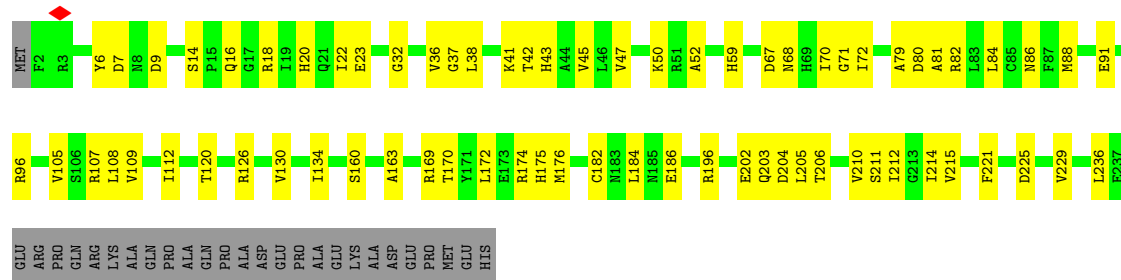 MET F2 R3 Y6 D7 N8 D9 S14 P15 Q16 G17 R18 I19 H20 Q21 I22 E23 G32 V36 G37 L38 K41 T42 H43 A44 V45 L46 V47 K50 R51 A52 H59 D67 N68 H69 I70 G71 I72 A79 D80 A81 R82 L83 L84 C85 N86 F87 M88 E91
R96 V105 S106 R107 L108 V109 I112 T120 R126 V130 I134 S160 A163 R169 T170 Y171 L172 E173 R174 H175 M176 C182 N183 L184 N185 E186 R196 E202 Q203 D204 L205 T206 V210 S211 I212 G213 I214 V215 F221 D225 V229 L236 E237
GLU ARG PRO GLN ARG LYS ALA GLN PRO ALA GLN PRO ALA ASP GLU PRO ALA GLU LYS ALA ASP GLU PRO MET GLU HIS